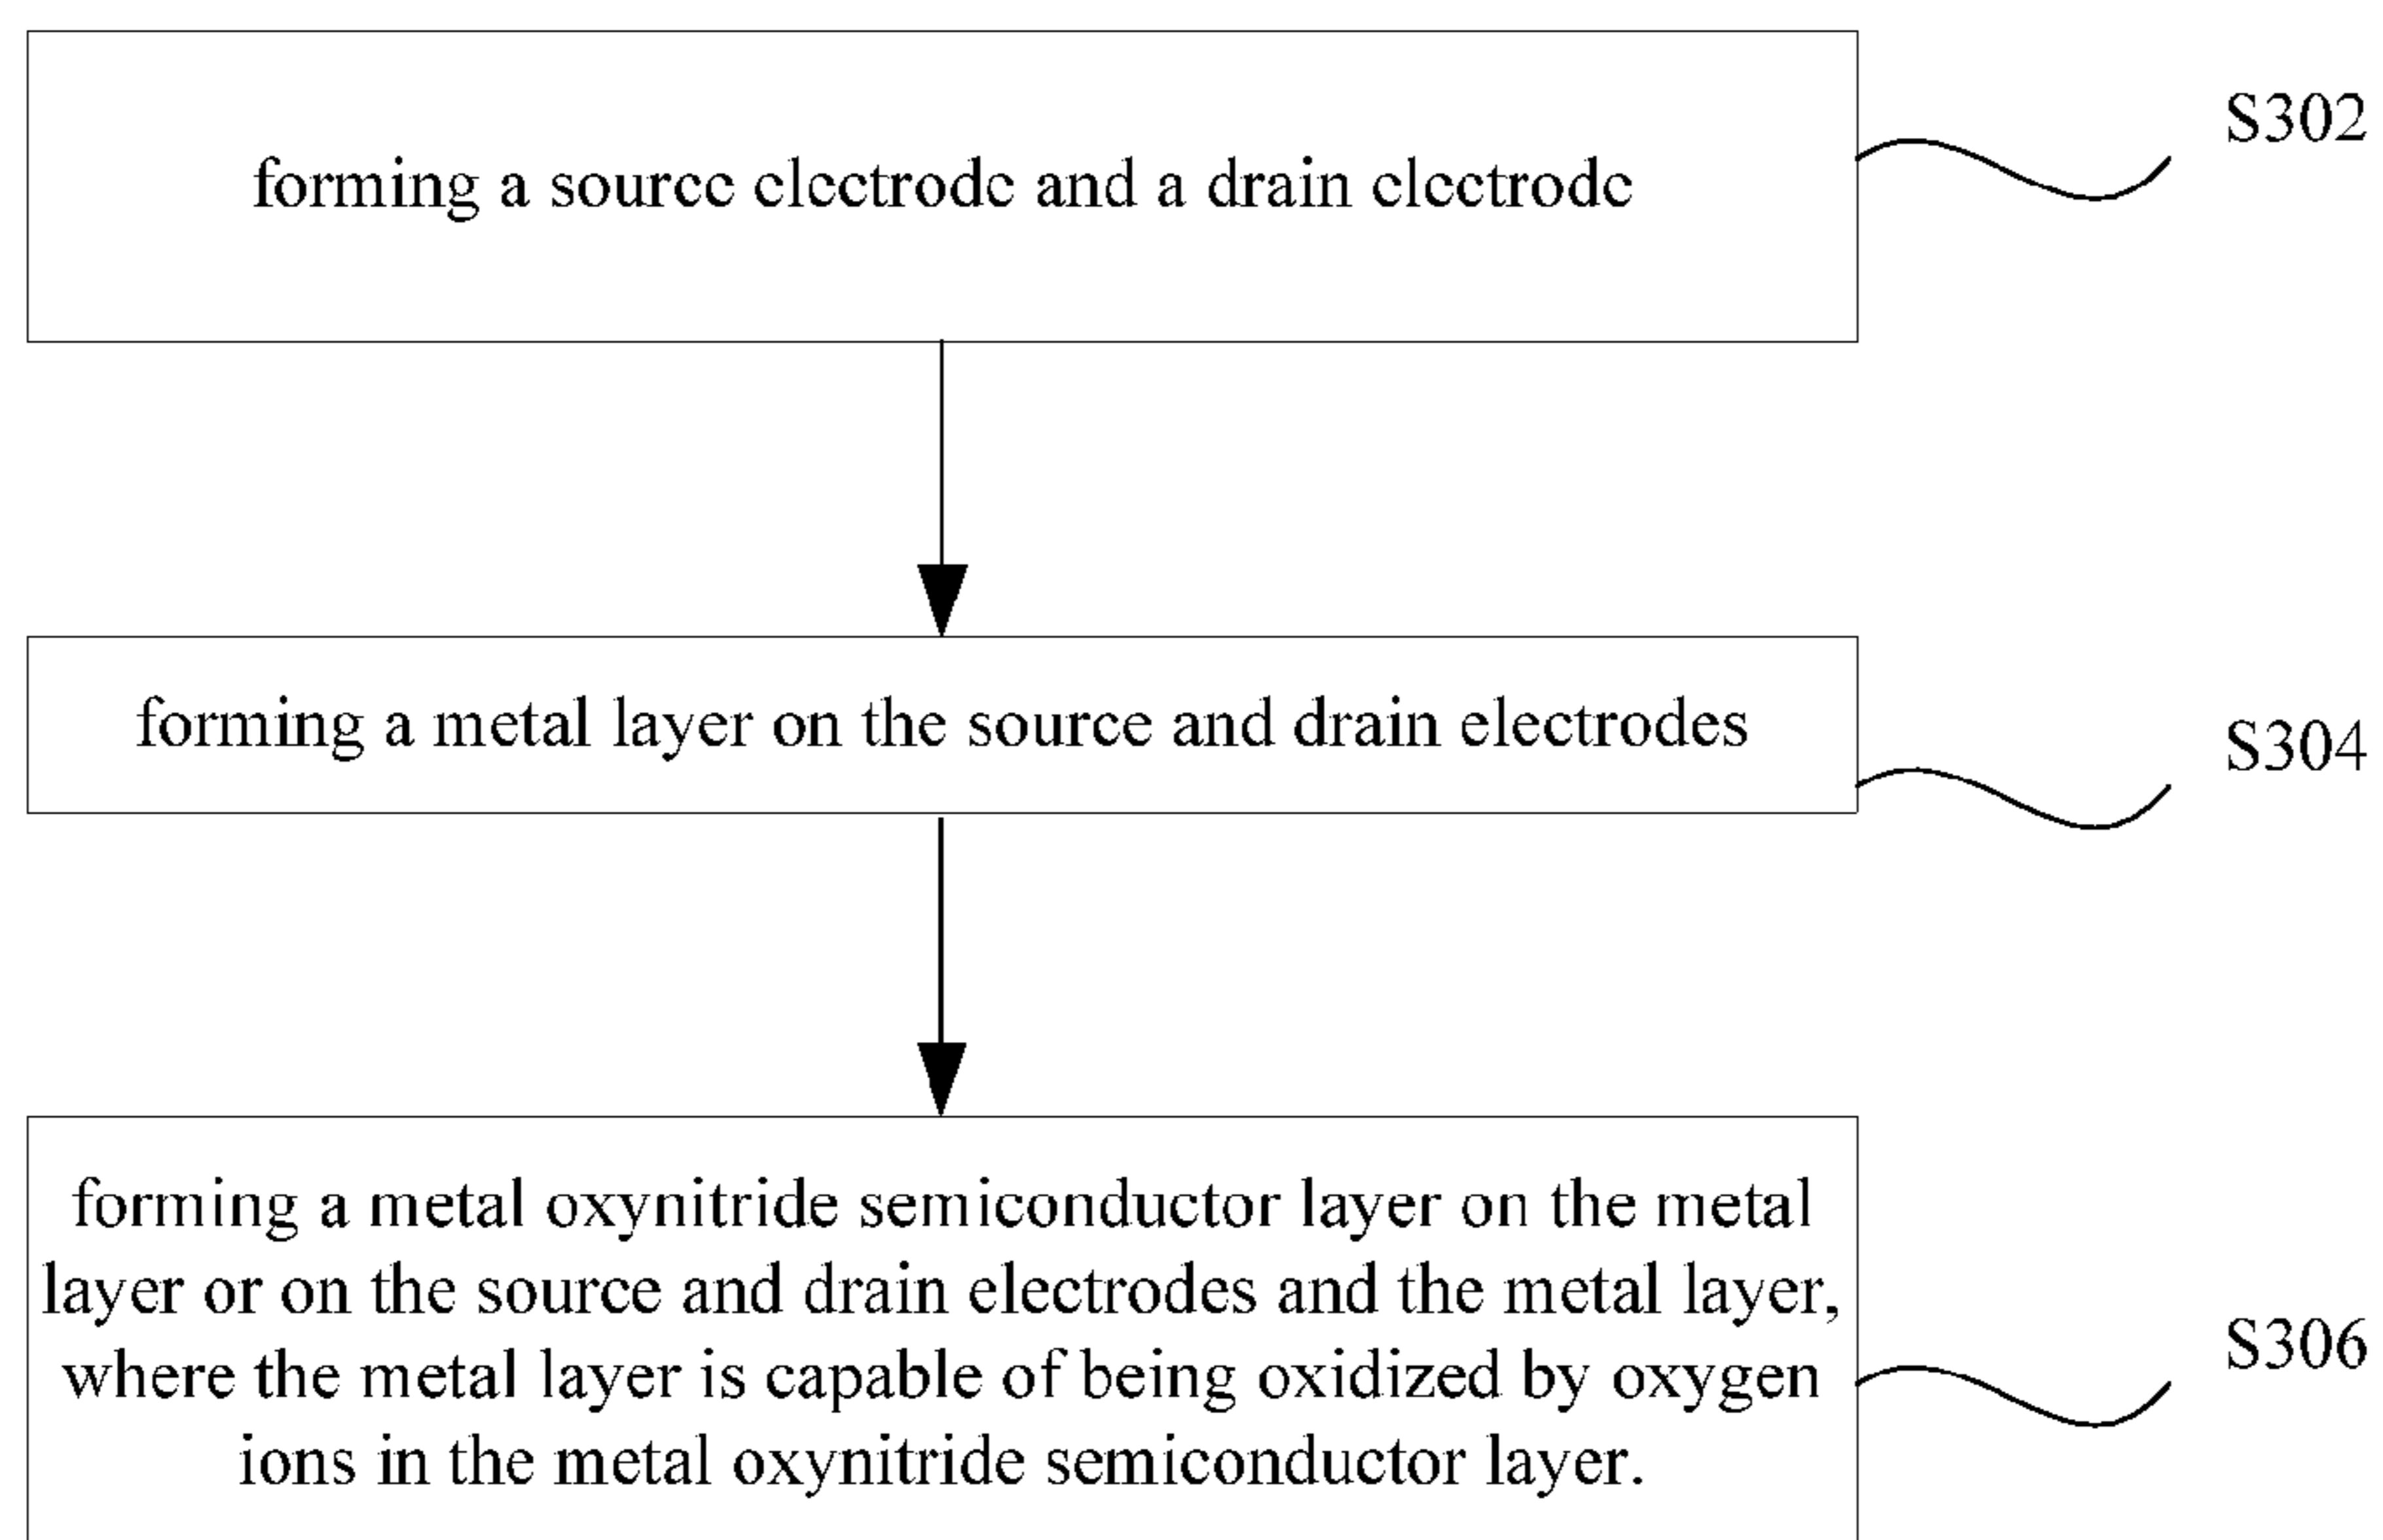 forming a source electrode and a drain electrode
S302
forming a metal layer on the source and drain electrodes
S304
forming a metal oxynitride semiconductor layer on the metal
layer or on the source and drain electrodes and the metal layer,
where the metal layer is capable of being oxidized by oxygen
ions in the metal oxynitride semiconductor layer.
S306